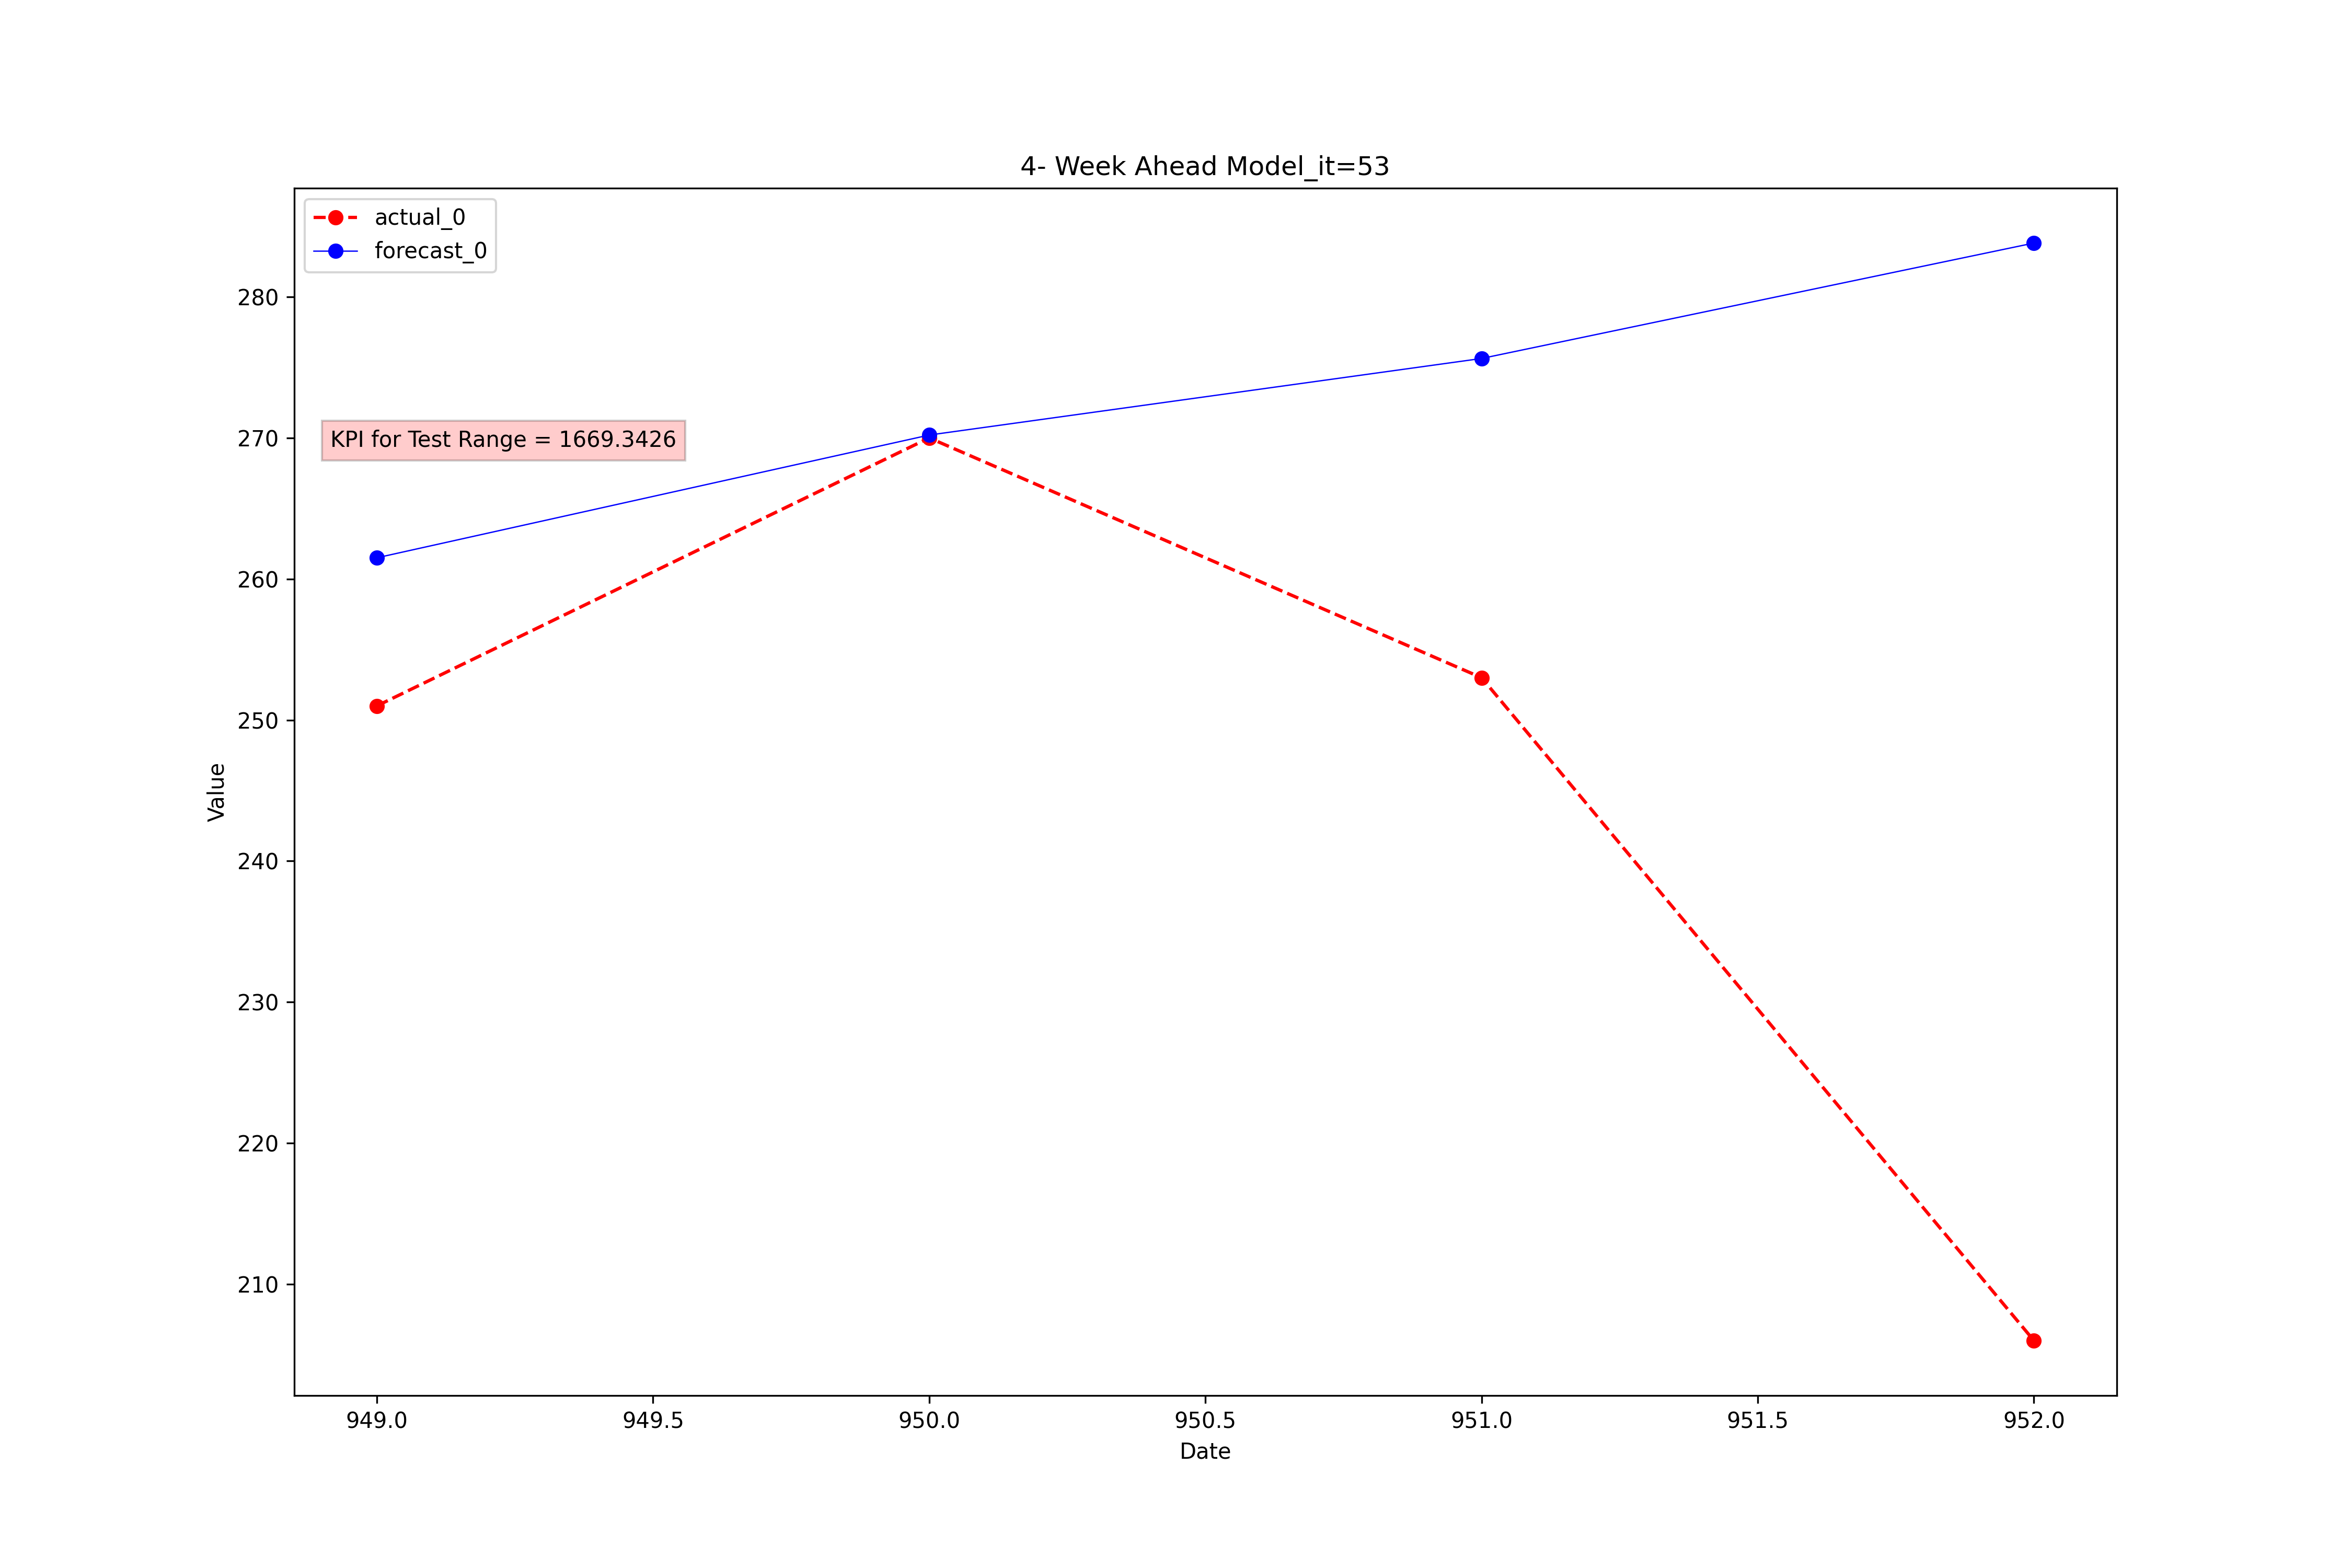 4- Week Ahead Model_it=53
actual_0
forecast_0
280
KPI for Test Range = 1669.3426
270
260
250
Value
240
230
220
210
949.0 949.5 950.0 950.5 951.0 951.5 952.0
Date